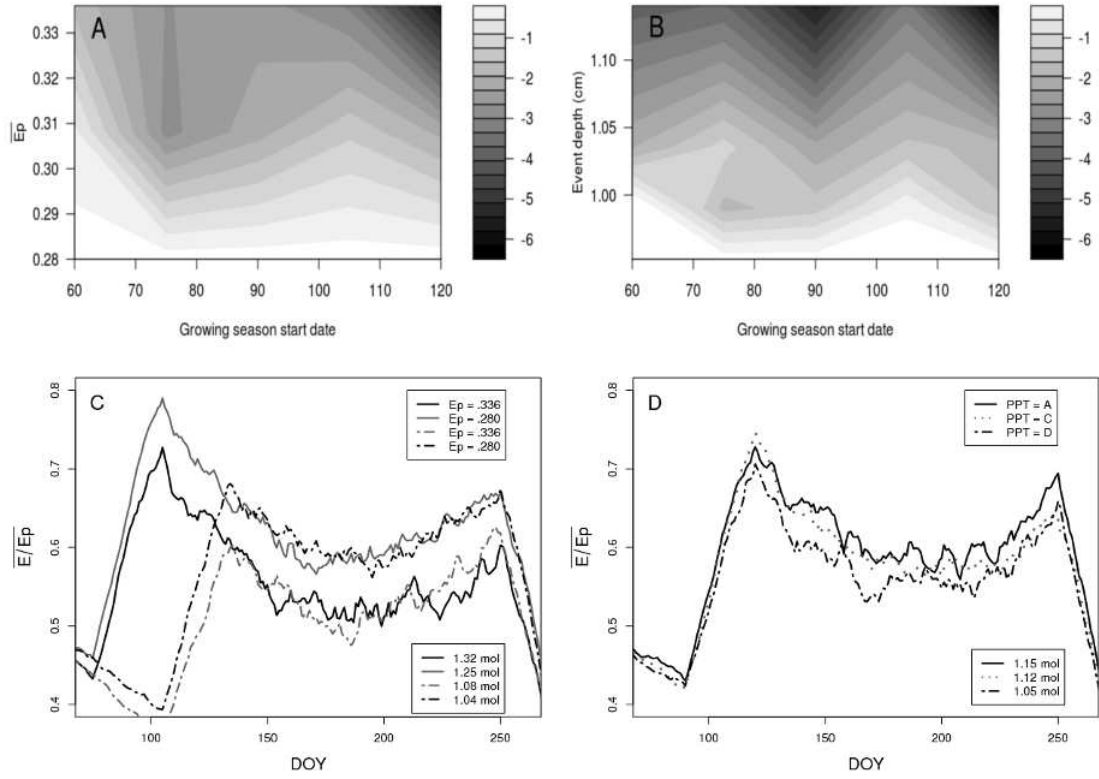 A
0.33
0.32
0.31
0.30
0.29
0.28
Ep
60 70 80 90 100 110 120
Growing season start date
-1
-2
-3
-4
-5
-6
B
1.10
1.05
1.00
Event depth (cm)
60 70 80 90 100 110 120
Growing season start date
-1
-2
-3
-4
-5
-6
C
0.8
0.7
0.6
0.5
0.4
E/Ep
Ep = .336
Ep = .280
Ep = .336
Ep = .280
1.32 mol
1.25 mol
1.08 mol
1.04 mol
100 150 200 250
DOY
D
0.8
0.7
0.6
0.5
0.4
E/Ep
PPT = A
PPT = C
PPT = D
1.15 mol
1.12 mol
1.05 mol
100 150 200 250
DOY